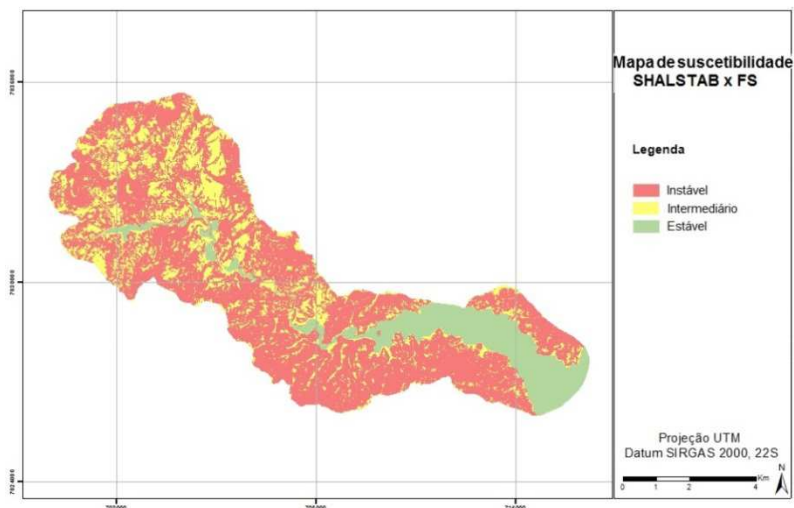 Mapa de suscetibilidade
SHALSTAB x FS
Legenda
Instável
Intermediário
Estável
Projeção UTM
Datum SIRGAS 2000, 22S
N
Km
0 1 2 4